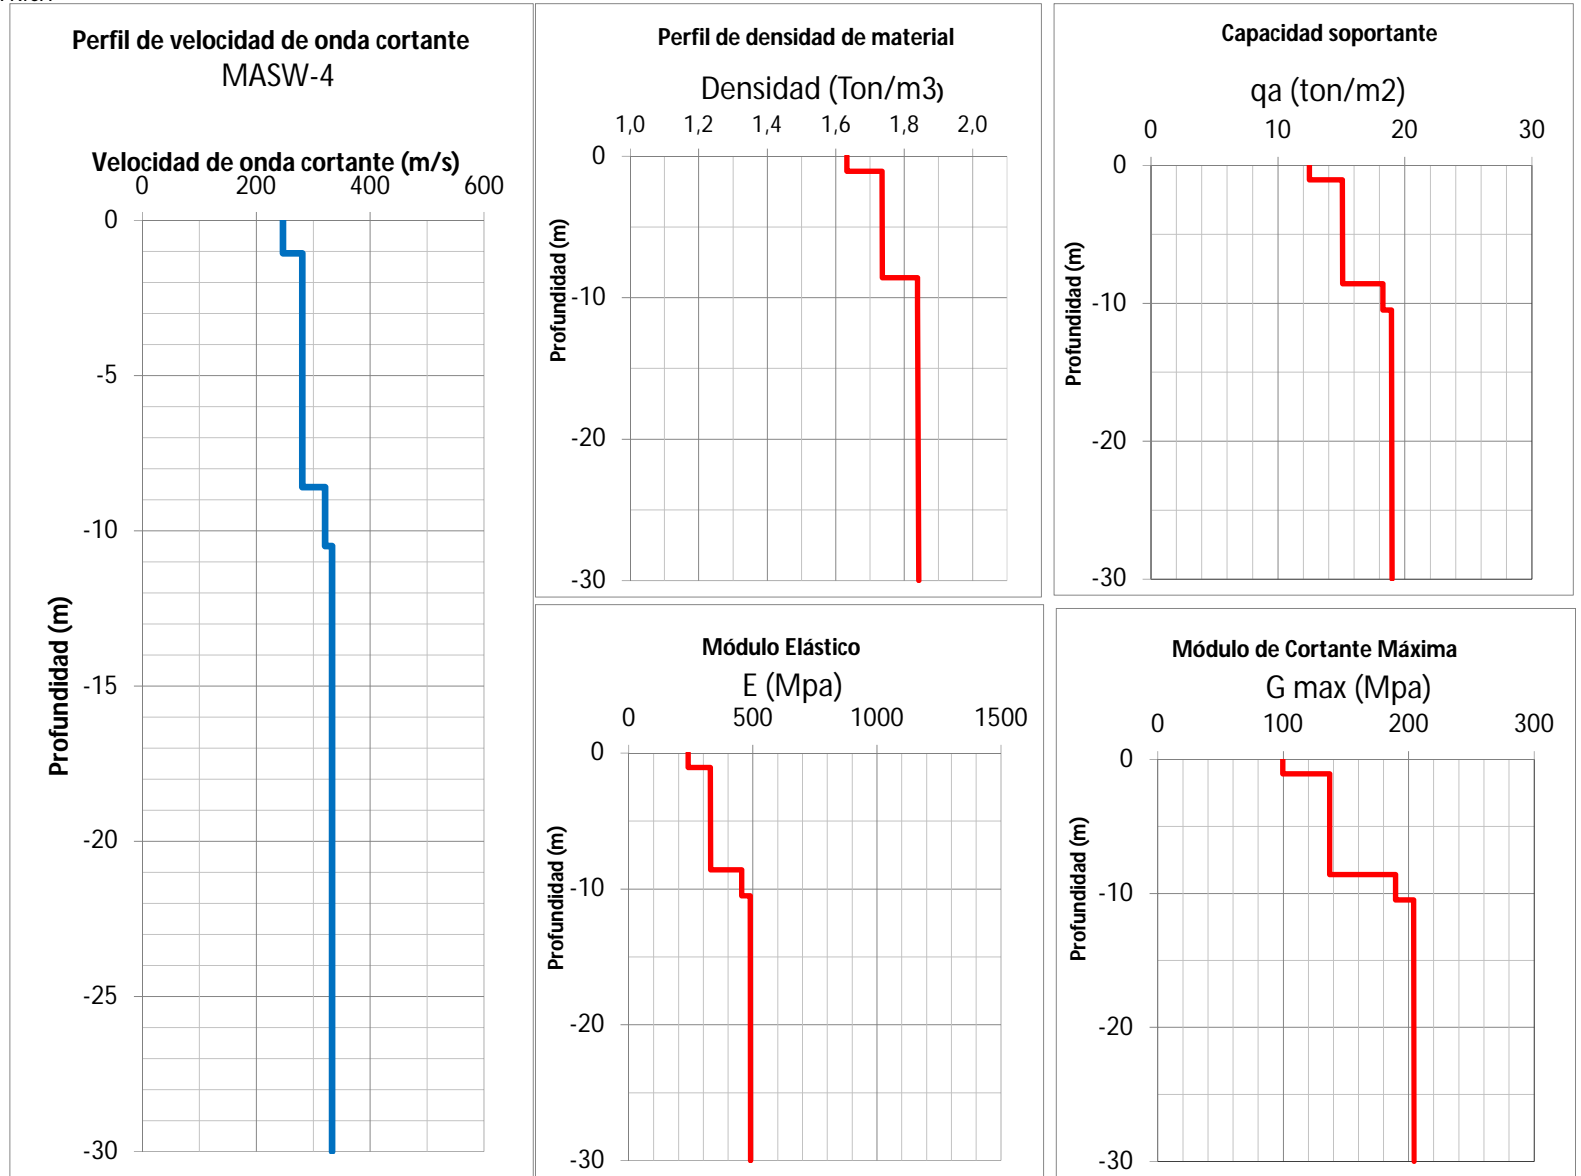 Perfil de velocidad de onda cortante
MASW-4
Velocidad de onda cortante (m/s)
0 200 400 600
0
-5
-10
-15
-20
-25
-30
Profundidad (m)
Perfil de densidad de material
Densidad (Ton/m3)
1,0 1,2 1,4 1,6 1,8 2,0
0
-10
-20
-30
Profundidad (m)
Capacidad soportante
qa (ton/m2)
0 10 20 30
0
-10
-20
-30
Profundidad (m)
Módulo Elástico
E (Mpa)
0 500 1000 1500
0
-10
-20
-30
Profundidad (m)
Módulo de Cortante Máxima
G max (Mpa)
0 100 200 300
0
-10
-20
-30
Profundidad (m)